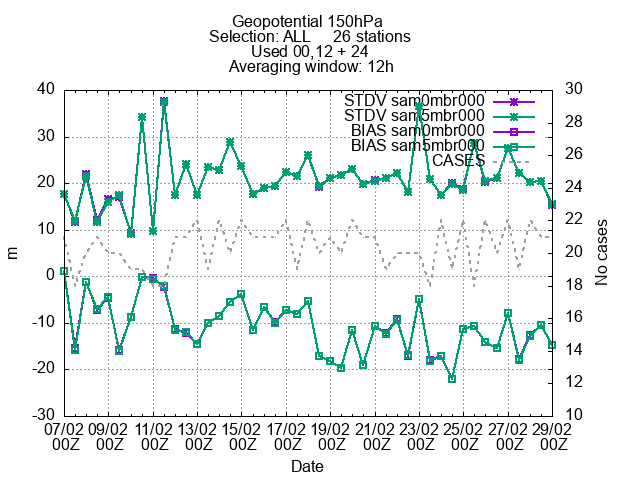 Geopotential 150hPa
Selection: ALL 26 stations
Used 00,12 + 24
Averaging window: 12h
STDV sam0mbr000
STDV sam5mbr000
BIAS sam0mbr000
BIAS sam5mbr000
CASES
40
30
20
10
0
-10
-20
-30
m
30
28
26
24
22
20
18
16
14
12
10
No cases
07/02 09/02 11/02 13/02 15/02 17/02 19/02 21/02 23/02 25/02 27/02 29/02
00Z 00Z 00Z 00Z 00Z 00Z 00Z 00Z 00Z 00Z 00Z 00Z
Date